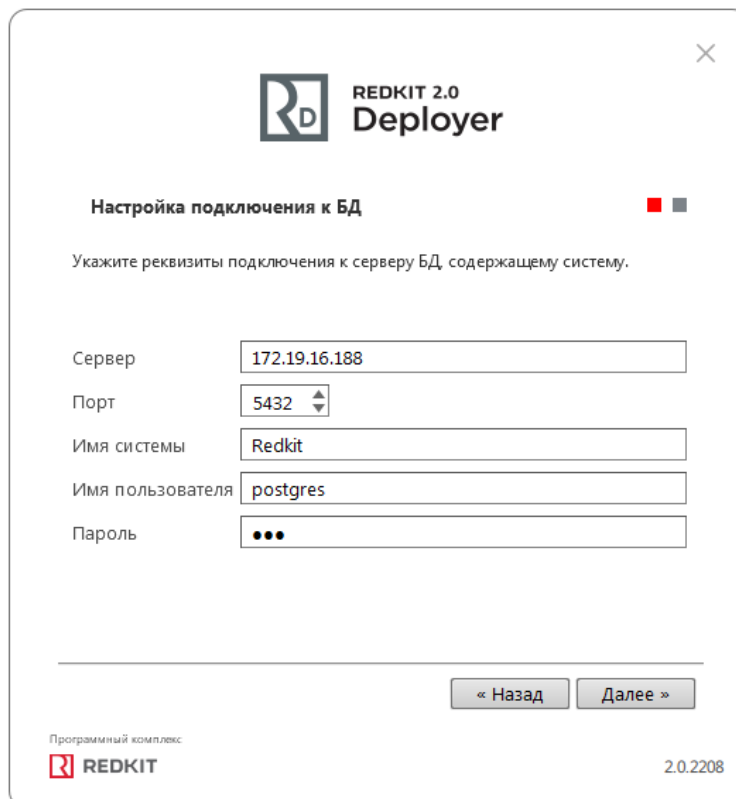 REDKIT 2.0
Deployer
Настройка подключения к БД
Укажите реквизиты подключения к серверу БД, содержащему систему.
Сервер 172.19.16.188
Порт 5432
Имя системы Redkit
Имя пользователя postgres
Пароль ●●●
« Назад Далее »
Программный комплекс
REDKIT 2.0.2208